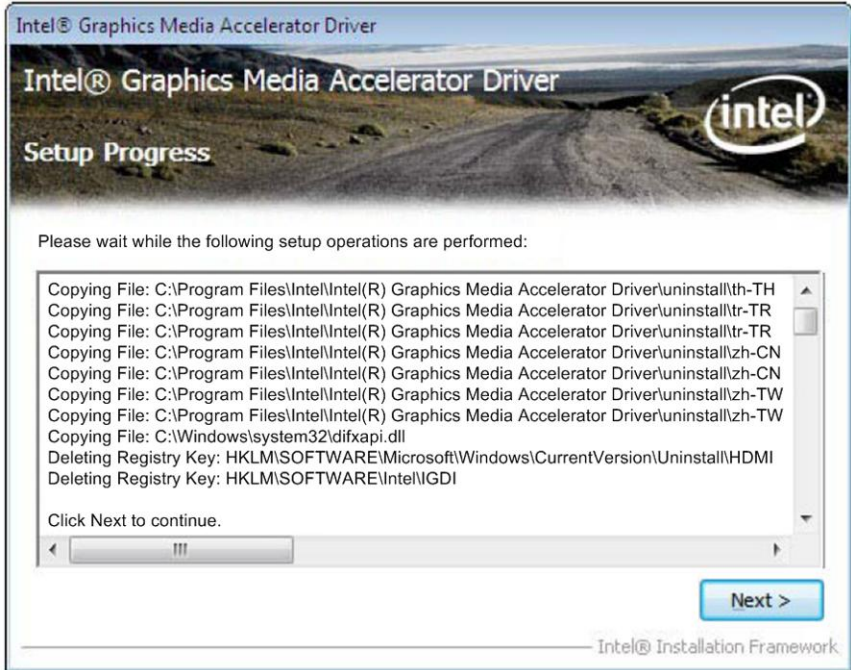 Intel® Graphics Media Accelerator Driver
Intel® Graphics Media Accelerator Driver
intel
Setup Progress
Please wait while the following setup operations are performed:
Copying File: C:\Program Files\Intel\Intel(R) Graphics Media Accelerator Driver\uninstall\th-TH
Copying File: C:\Program Files\Intel\Intel(R) Graphics Media Accelerator Driver\uninstall\tr-TR
Copying File: C:\Program Files\Intel\Intel(R) Graphics Media Accelerator Driver\uninstall\tr-TR
Copying File: C:\Program Files\Intel\Intel(R) Graphics Media Accelerator Driver\uninstall\zh-CN
Copying File: C:\Program Files\Intel\Intel(R) Graphics Media Accelerator Driver\uninstall\zh-CN
Copying File: C:\Program Files\Intel\Intel(R) Graphics Media Accelerator Driver\uninstall\zh-TW
Copying File: C:\Program Files\Intel\Intel(R) Graphics Media Accelerator Driver\uninstall\zh-TW
Copying File: C:\Windows\system32\difxapi.dll
Deleting Registry Key: HKLM\SOFTWARE\Microsoft\Windows\CurrentVersion\Uninstall\HDMI
Deleting Registry Key: HKLM\SOFTWARE\Intel\IGDI
Click Next to continue.
Next >
Intel® Installation Framework